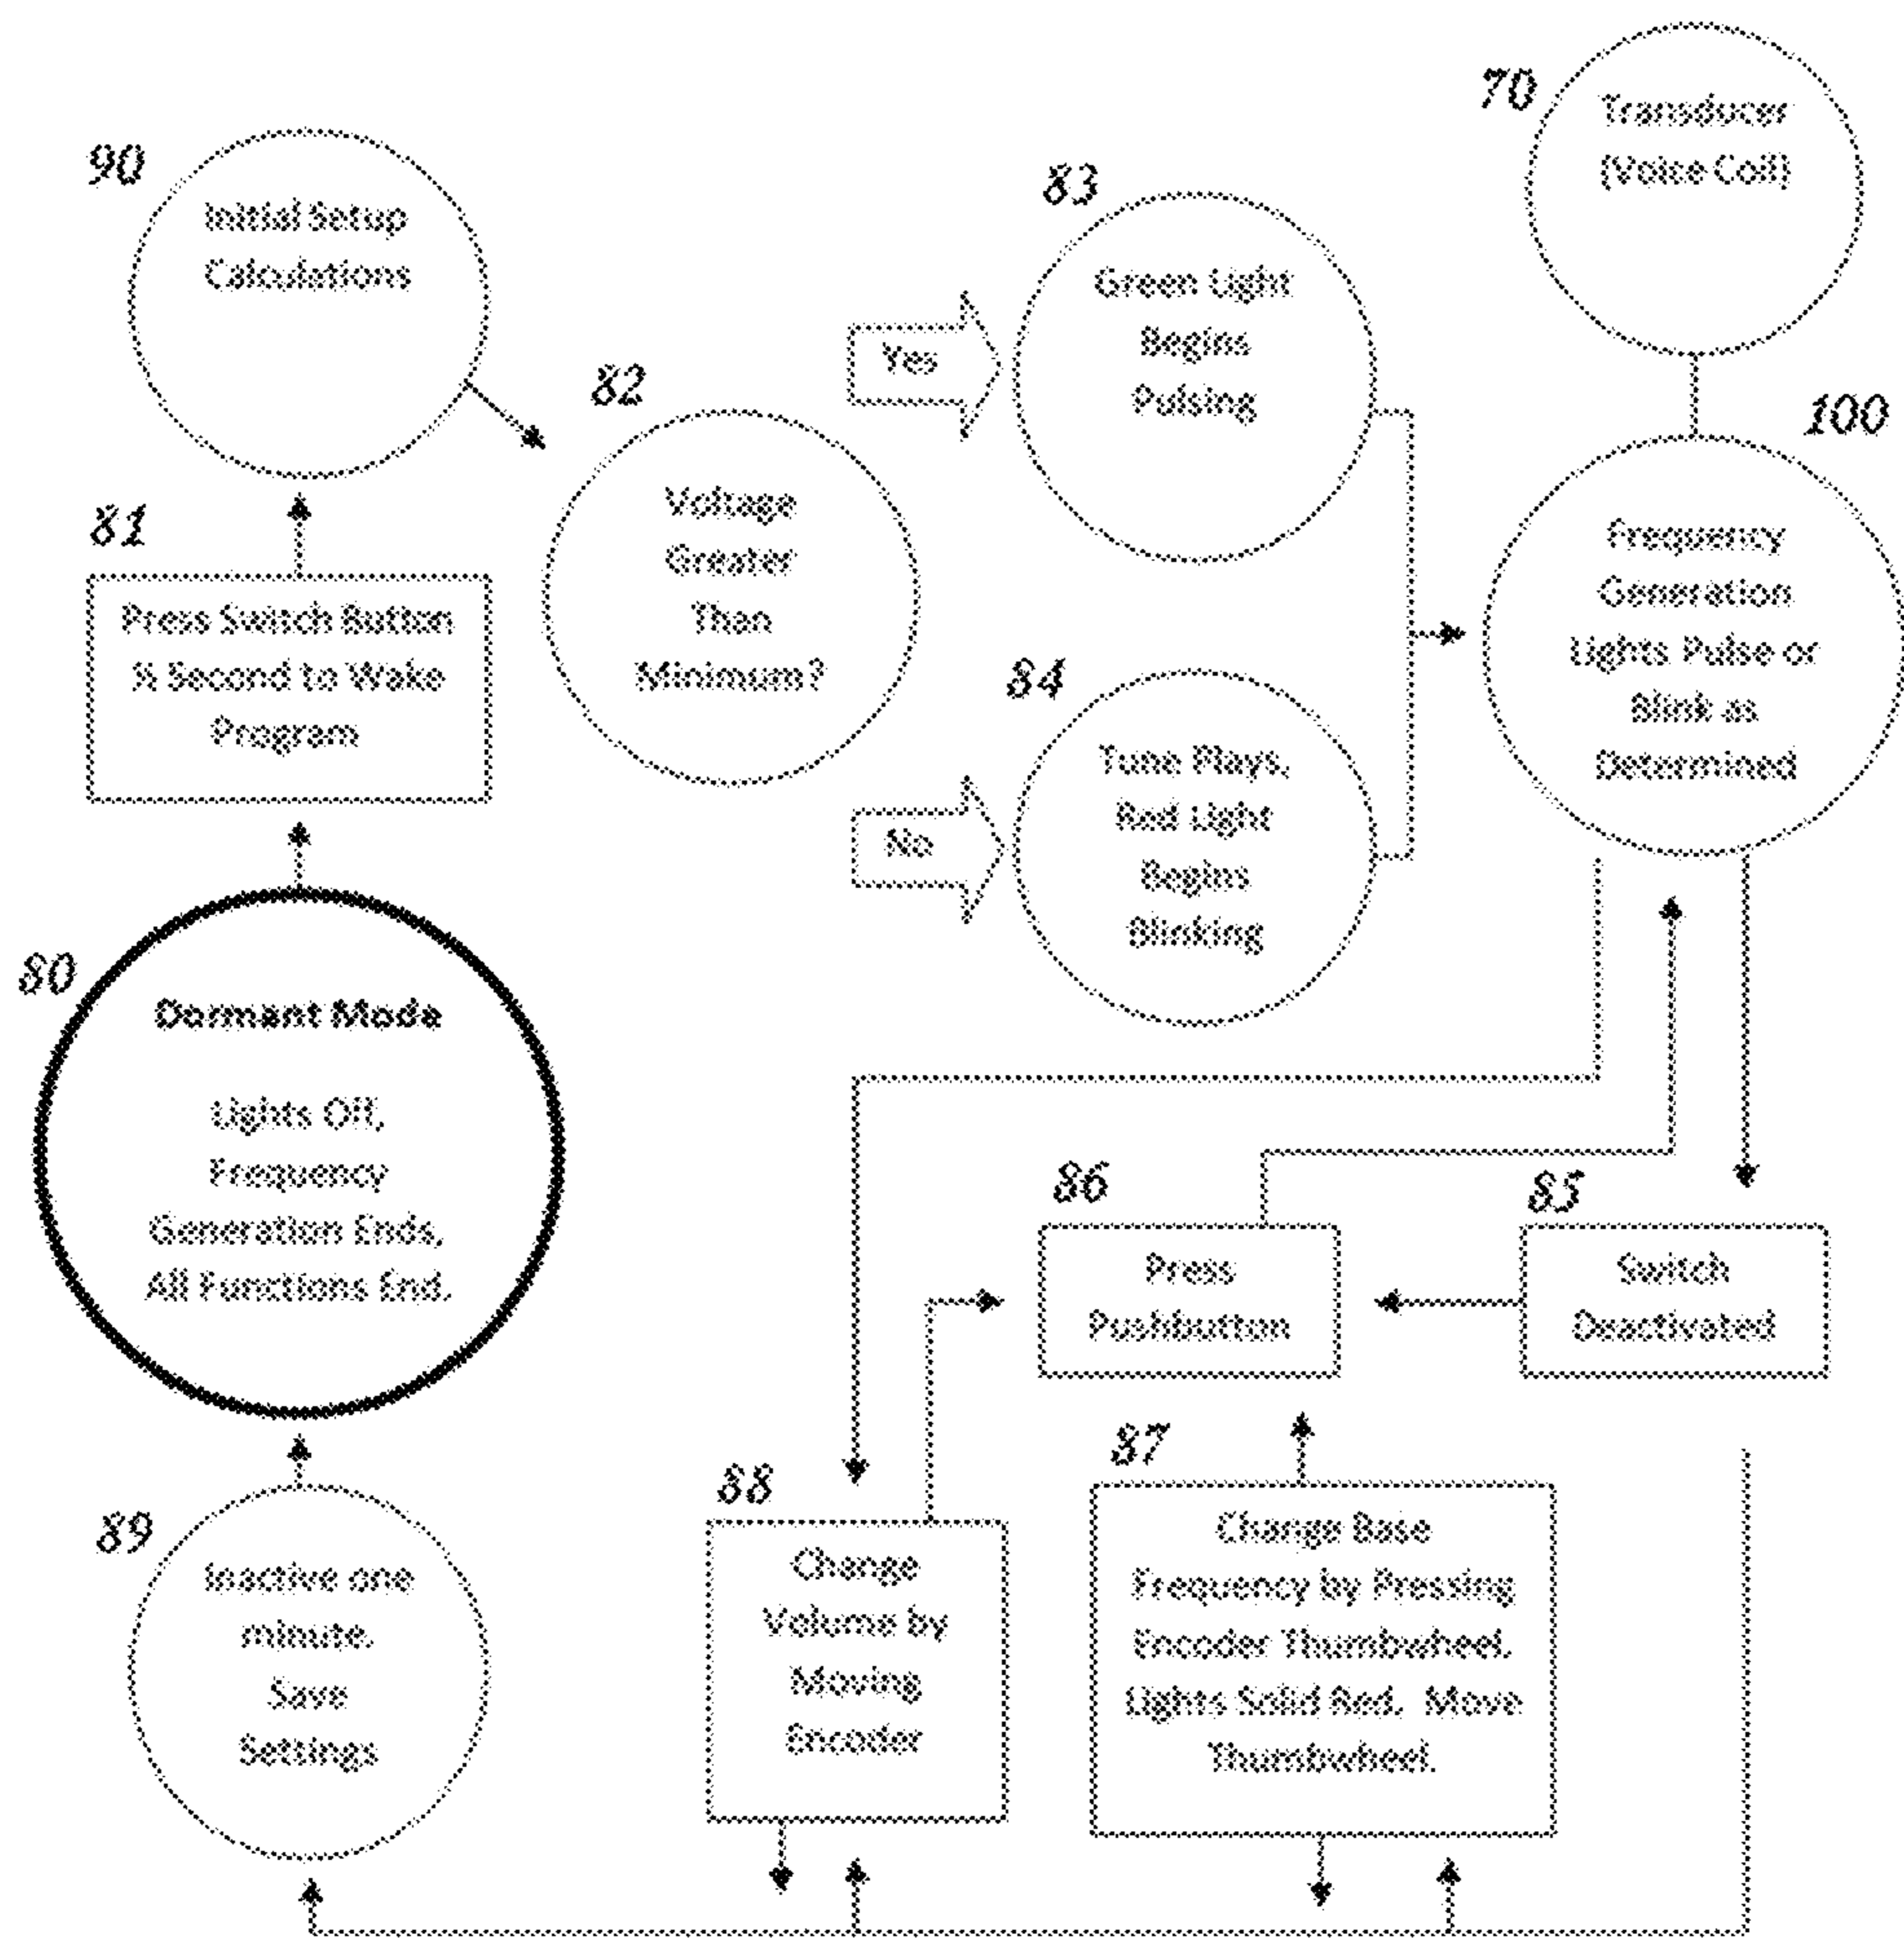 90
Initial Setup
Calculations
81
Press Switch Button
½ Second to Wake
Program
80
Dormant Mode
Lights Off,
Frequency
Generation Ends,
All Functions End.
89
Inactive one
minute.
Save
Settings
82
Voltage
Greater
Than
Minimum?
Yes
No
83
Green Light
Begins
Pulsing
84
Tune Plays,
Red Light
Begins
Blinking
70
Transducer
(Voice Coil)
100
Frequency
Generation
Lights Pulse or
Blink as
Determined
86
Press
Pushbutton
85
Switch
Deactivated
88
Change
Volume by
Moving
Encoder
87
Change Base
Frequency by Pressing
Encoder Thumbwheel.
Lights Solid Red. Move
Thumbwheel.